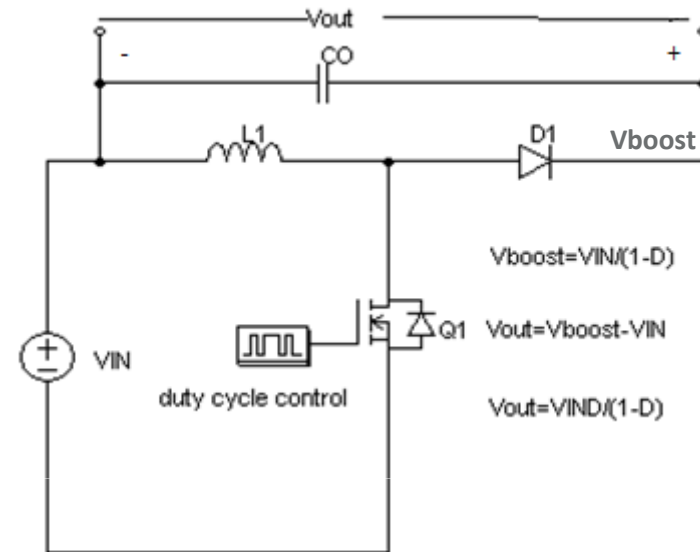 Vout
-
+
CO
L1
D1
Vboost
Vboost=VIN/(1-D)
Q1
Vout=Vboost-VIN
VIN
duty cycle control
Vout=VIND/(1-D)